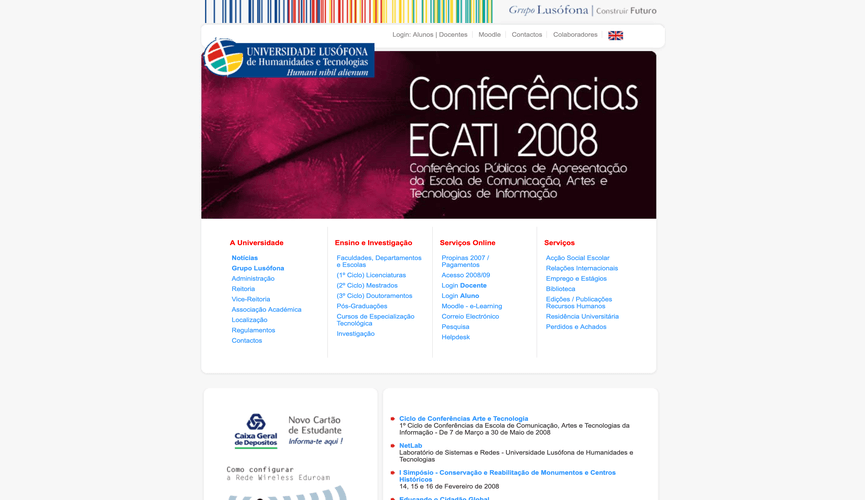 Grupo Lusófona | Construir Futuro
Login: Alunos | Docentes | Moodle | Contactos | Colaboradores
UNIVERSIDADE LUSÓFONA
de Humanidades e Tecnologias
Humani nihil alienum
Conferências
ECATI 2008
Conferências Públicas de Apresentação
da Escola de Comunicação, Artes e
Tecnologias de Informação
A Universidade
Noticias
Grupo Lusófona
Administração
Reitoria
Vice-Reitoria
Associação Académica
Localização
Regulamentos
Contactos
Ensino e Investigação
Faculdades, Departamentos
e Escolas
(1º Ciclo) Licenciaturas
(2º Ciclo) Mestrados
(3º Ciclo) Doutoramentos
Pós-Graduações
Cursos de Especialização
Tecnológica
Investigação
Serviços Online
Propinas 2007 /
Pagamentos
Acesso 2008/09
Login Docente
Login Aluno
Moodle - e-Learning
Correio Electrónico
Pesquisa
Helpdesk
Serviços
Acção Social Escolar
Relações Internacionais
Emprego e Estágios
Biblioteca
Edições / Publicações
Recursos Humanos
Residência Universitária
Perdidos e Achados
Caixa Geral
de Depósitos
Novo Cartão
de Estudante
Informa-te aqui !
Como configurar
a Rede Wireless Eduroam
Ciclo de Conferências Arte e Tecnologia
1º Ciclo de Conferências da Escola de Comunicação, Artes e Tecnologias da
Informação - De 7 de Março a 30 de Maio de 2008
NetLab
Laboratório de Sistemas e Redes - Universidade Lusófona de Humanidades e
Tecnologias
I Simpósio - Conservação e Reabilitação de Monumentos e Centros
Históricos
14, 15 e 16 de Fevereiro de 2008
Educando o Cidadão Global